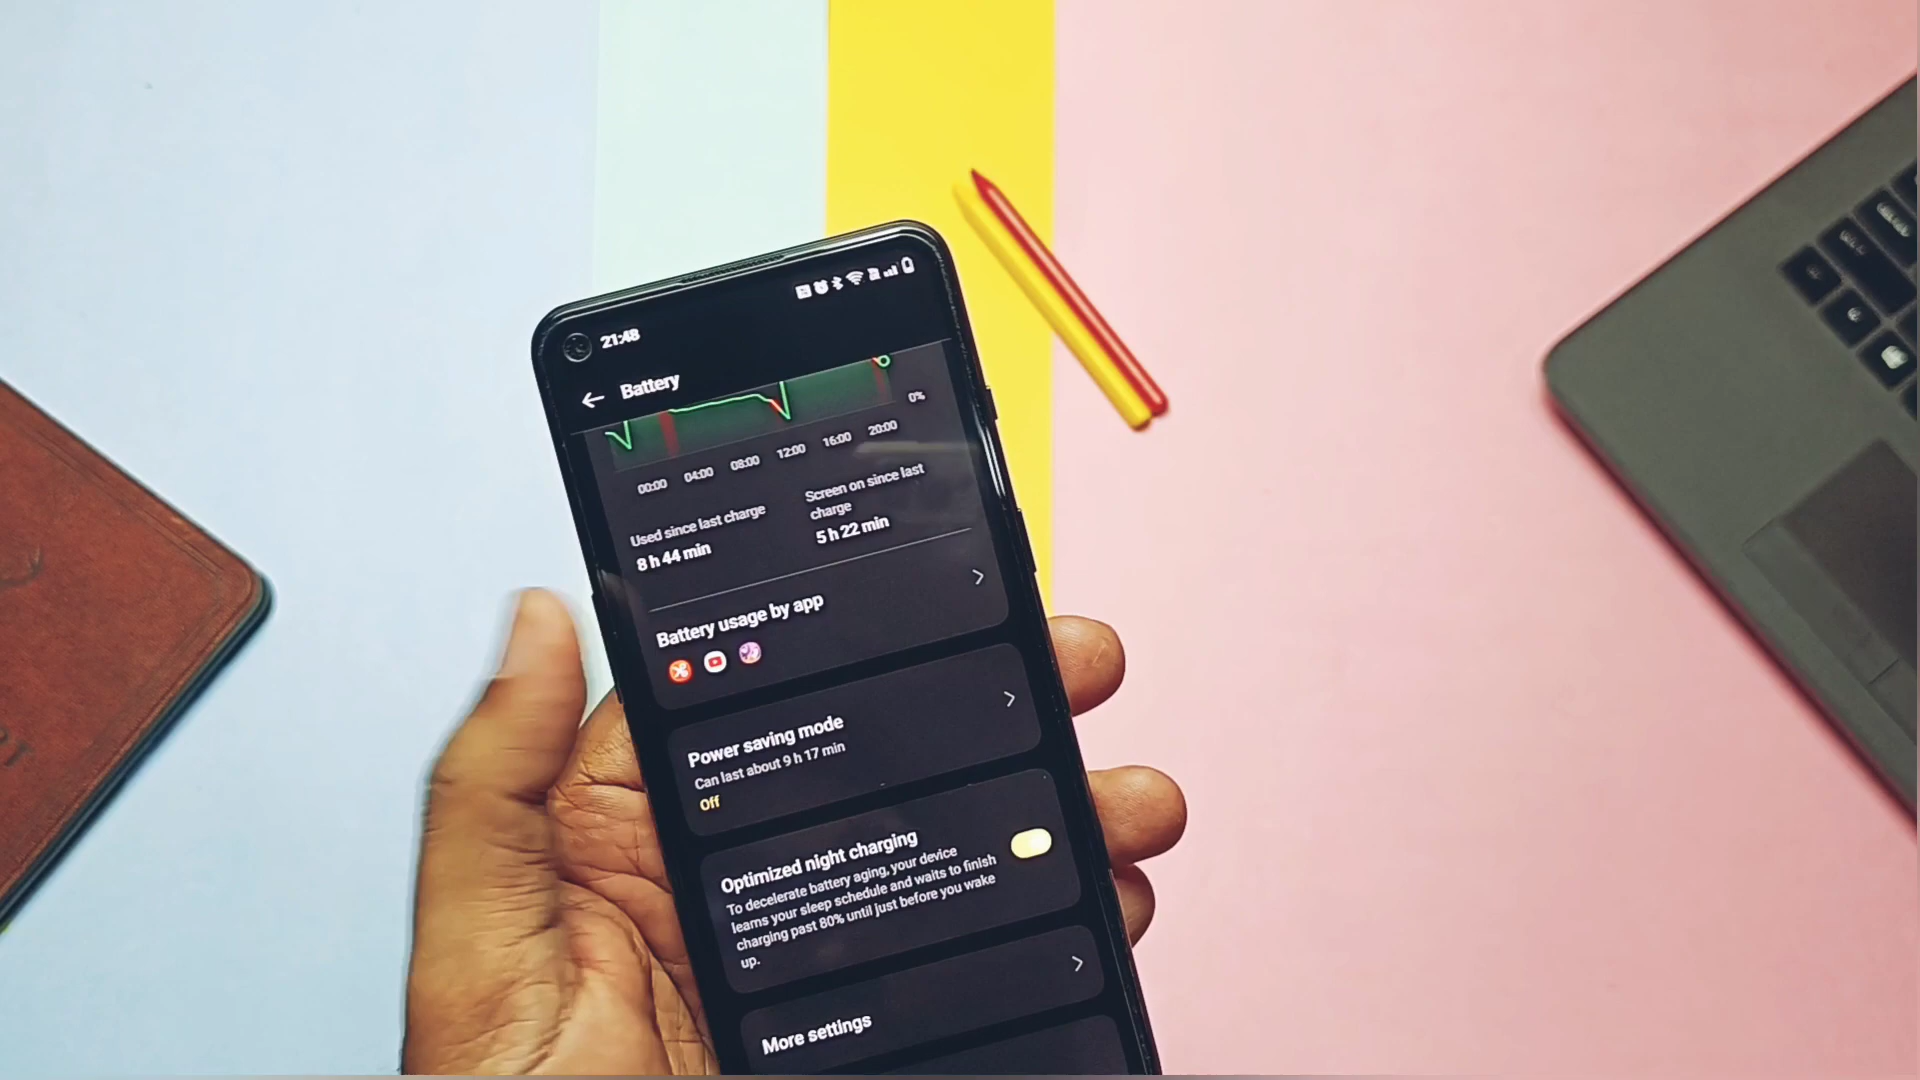 21:48
Battery
0%
00:00 04:00 08:00 12:00 16:00 20:00
Used since last charge
8 h 44 min
Screen on since last
charge
5 h 22 min
Battery usage by app
Power saving mode
Can last about 9 h 17 min
Off
Optimized night charging
To decelerate battery aging, your device
learns your sleep schedule and waits to finish
charging past 80% until just before you wake
up.
More settings